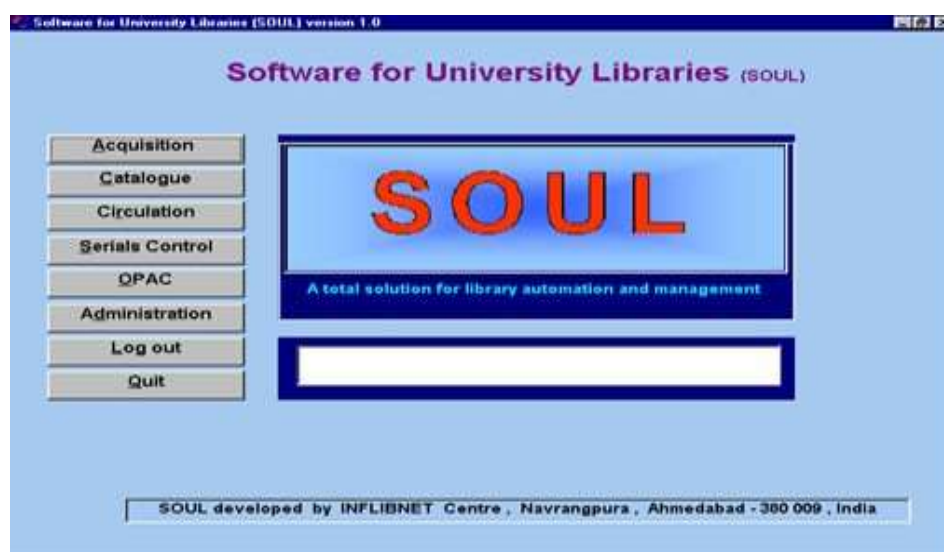 Software for University Libraries (SOUL) version 1.0
Software for University Libraries (SOUL)
Acquisition
Catalogue
Circulation
Serials Control
OPAC
Administration
Log out
Quit
SOUL
A total solution for library automation and management
SOUL developed by INFLIBNET Centre , Navrangpura , Ahmedabad - 380 009 , India